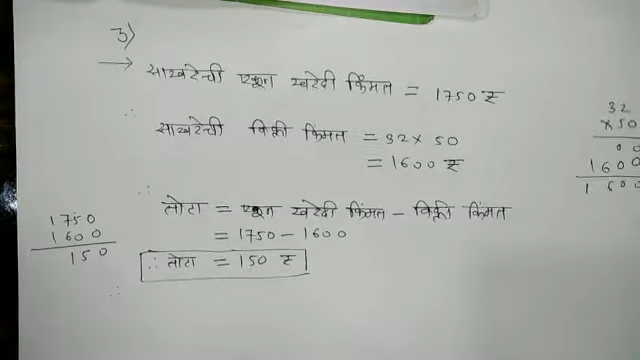 3)
→ साखरेची एकूण खरेदी किंमत = 1750 ₹
∴ साखरेची विक्री किंमत = 32 × 50
= 1600 ₹
32
× 50
00
1600
1600
∴ तोटा = एकूण खरेदी किंमत – विक्री किंमत
= 1750 – 1600
∴ तोटा = 150 ₹
1750
1600
150
∴